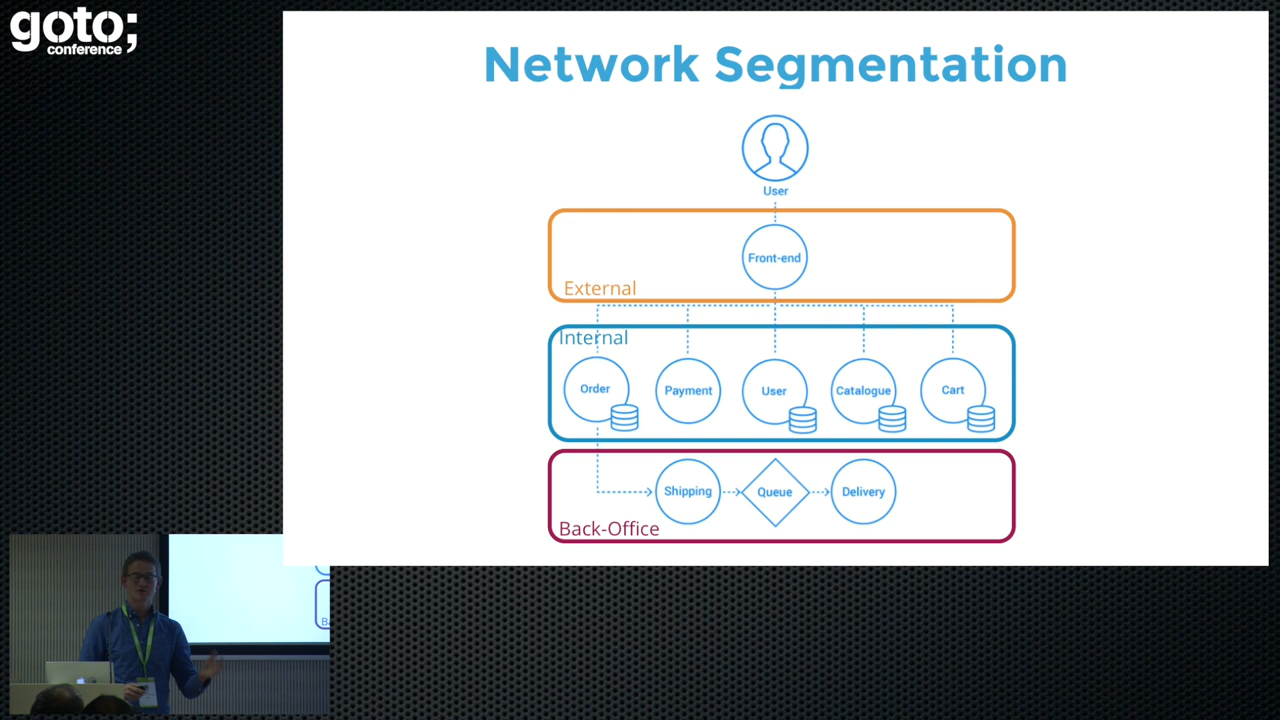 goto;
conference
Network Segmentation
User
Front-end
External
Internal
Order
Payment
User
Catalogue
Cart
Shipping
Queue
Delivery
Back-Office